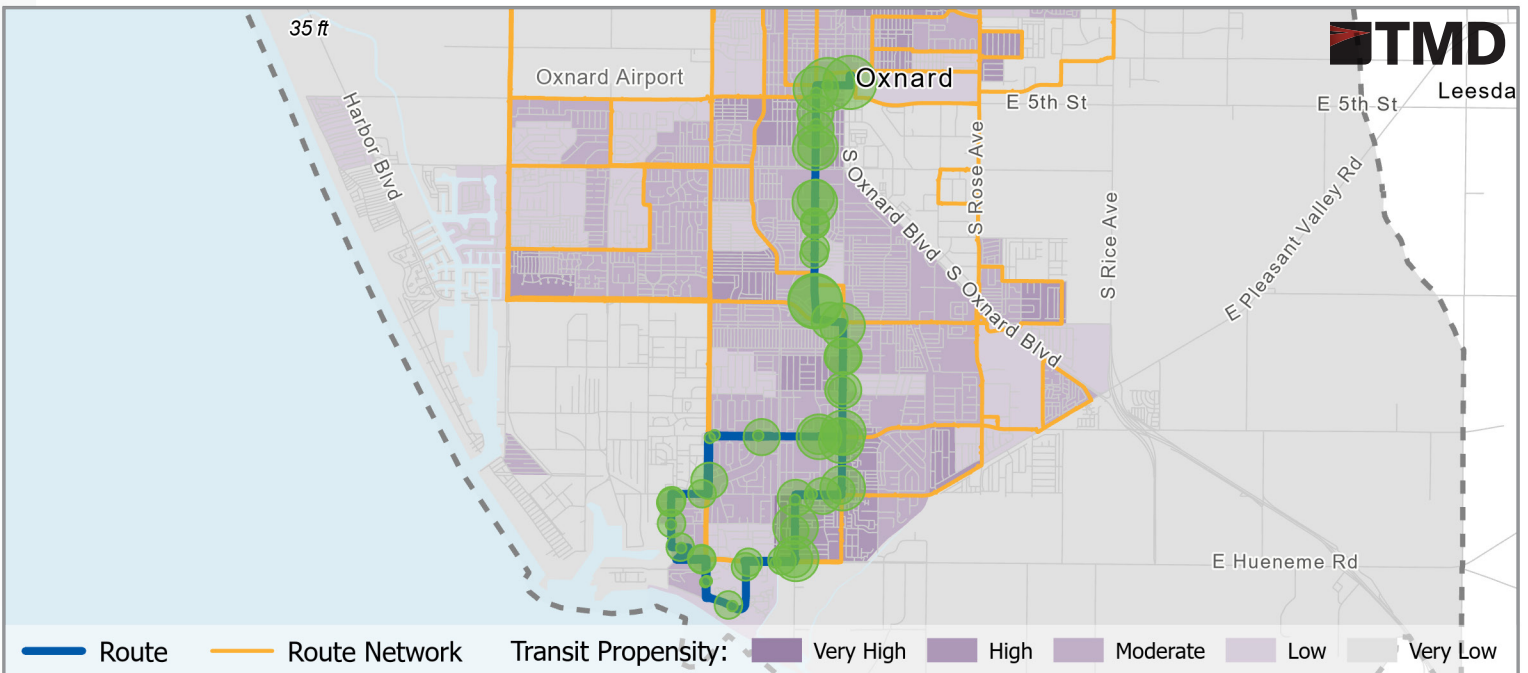 35 ft
TMD
Oxnard Airport
Oxnard
Leesda
E 5th St
E 5th St
Harbor Blvd
S Rose Ave
S Oxnard Blvd
S Oxnard Blvd
S Rice Ave
E Pleasant Valley Rd
E Hueneme Rd
Route
Route Network
Transit Propensity:
Very High
High
Moderate
Low
Very Low